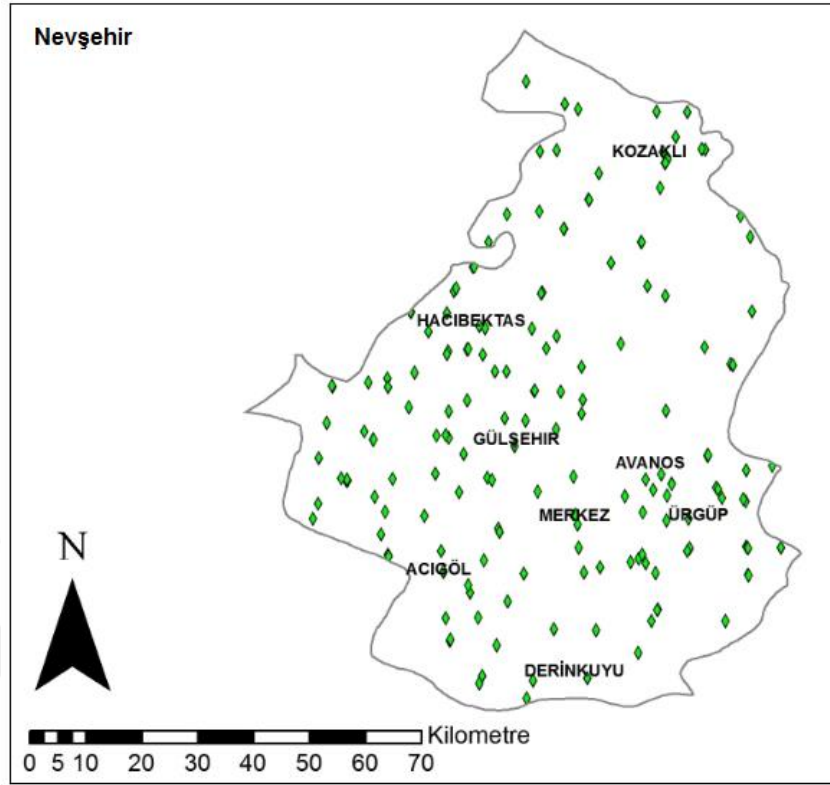 Nevşehir
KOZAKLI
HACIBEKTAS
GÜLŞEHIR
AVANOS
MERKEZ
ÜRGÜP
ACIGÖL
DERİNKUYU
N
Kilometre
0 5 10 20 30 40 50 60 70